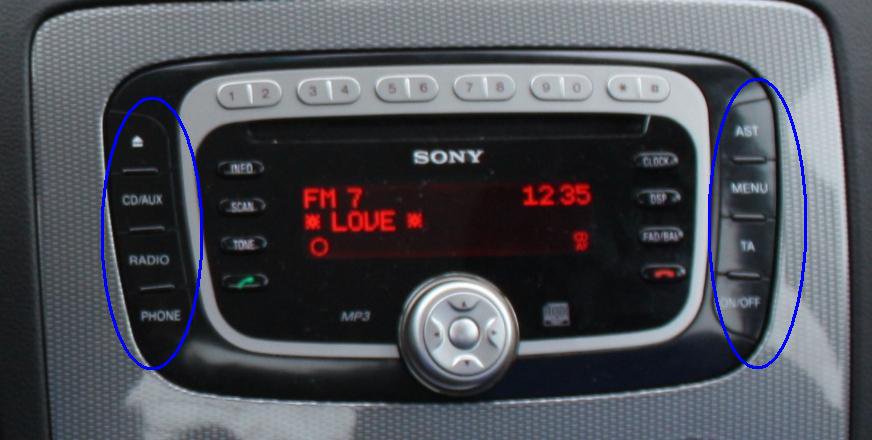 1 2 3 4 5 6 7 8 9 0 * #
SONY
AST
INFO
CLOCK
CD/AUX
SCAN
FM 7 12:35
DSP
MENU
LOVE
RADIO
TONE
FAD/BAL
TA
PHONE
MP3
ON/OFF